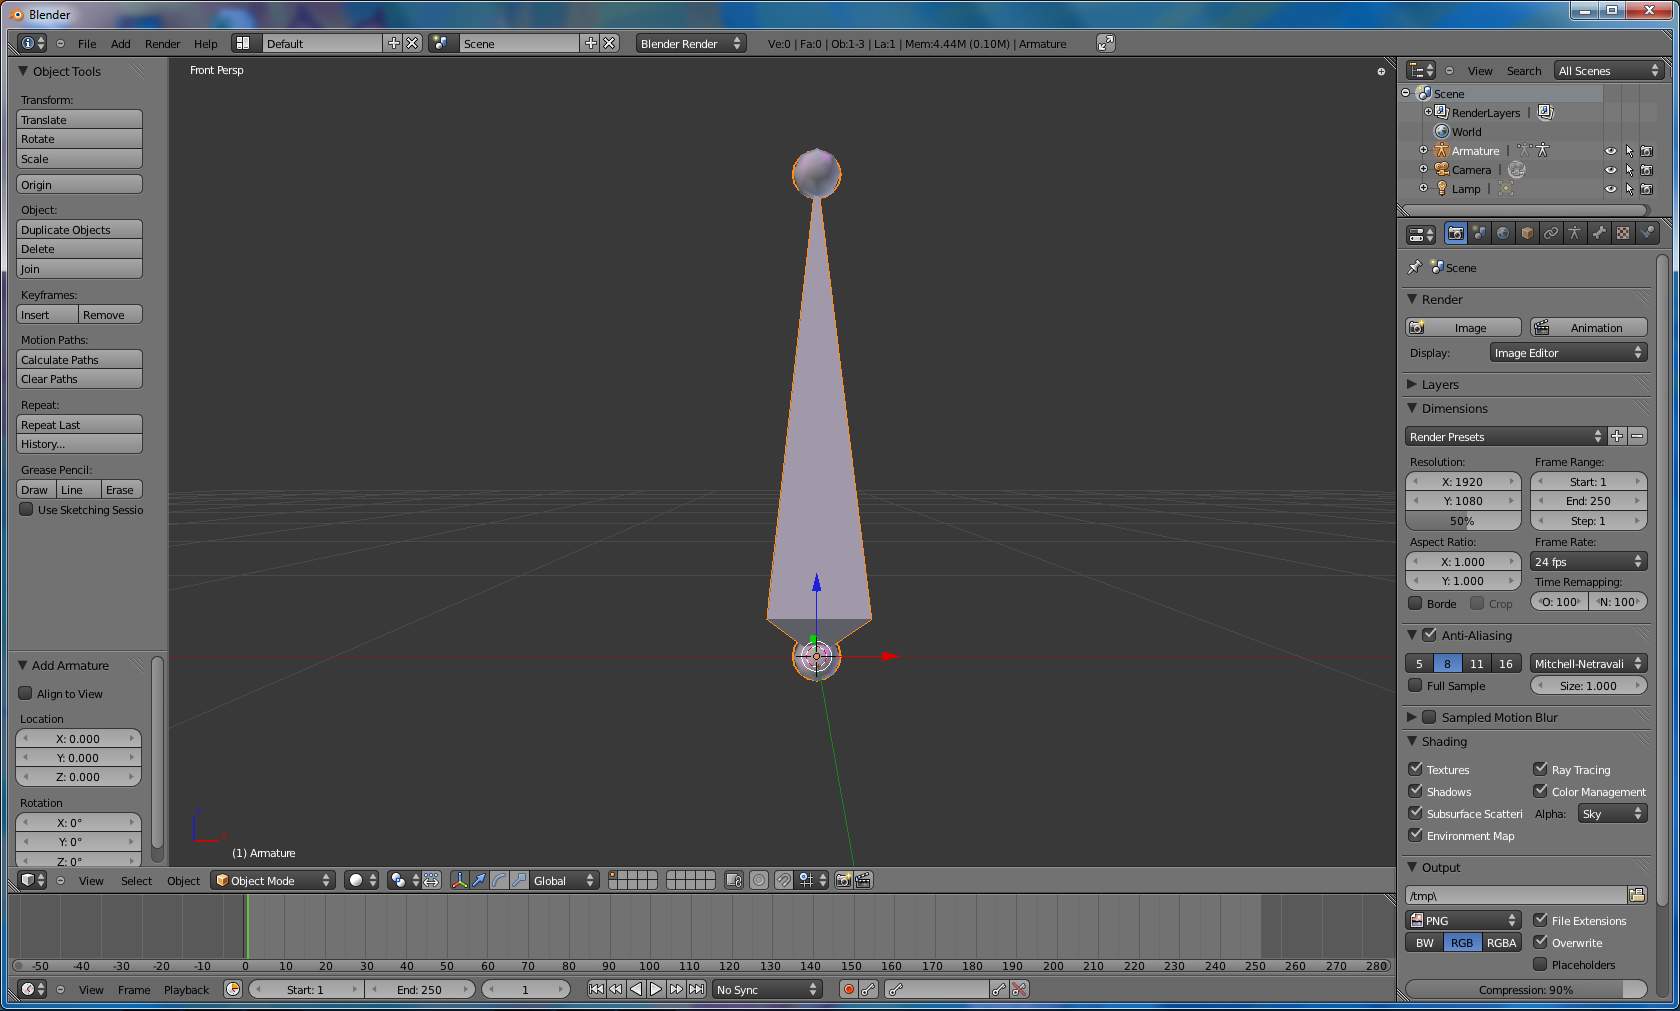 Blender
File Add Render Help Default Scene Blender Render Ve:0 | Fa:0 | Ob:1-3 | La:1 | Mem:4.44M (0.10M) | Armature
Object Tools
Transform:
Translate
Rotate
Scale
Origin
Object:
Duplicate Objects
Delete
Join
Keyframes:
Insert Remove
Motion Paths:
Calculate Paths
Clear Paths
Repeat:
Repeat Last
History...
Grease Pencil:
Draw Line Erase
Use Sketching Sessio
Add Armature
Align to View
Location
X: 0.000
Y: 0.000
Z: 0.000
Rotation
X: 0°
Y: 0°
Z: 0°
Front Persp
(1) Armature
View Select Object Object Mode Global
-50 -40 -30 -20 -10 0 10 20 30 40 50 60 70 80 90 100 110 120 130 140 150 160 170 180 190 200 210 220 230 240 250 260 270 280
View Frame Playback Start: 1 End: 250 1 No Sync
View Search All Scenes
Scene
RenderLayers |
World
Armature |
Camera |
Lamp |
Scene
Render
Image Animation
Display: Image Editor
Layers
Dimensions
Render Presets
Resolution: Frame Range:
X: 1920 Start: 1
Y: 1080 End: 250
50% Step: 1
Aspect Ratio: Frame Rate:
X: 1.000 24 fps
Y: 1.000 Time Remapping:
Borde Crop O: 100 N: 100
Anti-Aliasing
5 8 11 16 Mitchell-Netravali
Full Sample Size: 1.000
Sampled Motion Blur
Shading
Textures Ray Tracing
Shadows Color Management
Subsurface Scatteri Alpha: Sky
Environment Map
Output
/tmp\
PNG File Extensions
BW RGB RGBA Overwrite
Placeholders
Compression: 90%